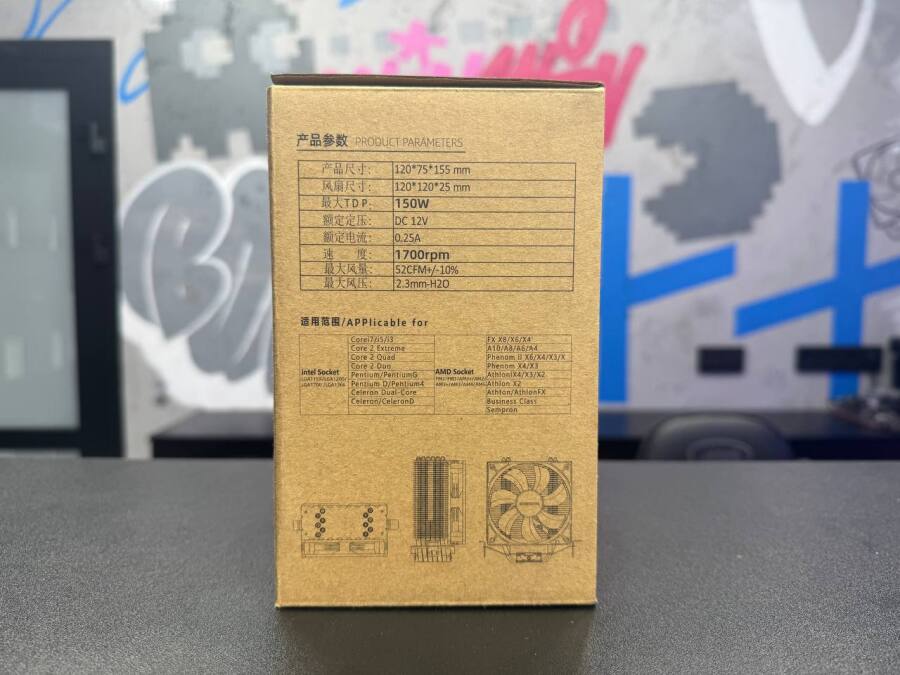 产品参数 PRODUCT PARAMETERS
产品尺寸: 120*75*155 mm
风扇尺寸: 120*120*25 mm
最大TDP: 150W
额定定压: DC 12V
额定电流: 0.25A
速 度: 1700rpm
最大风量: 52CFM+/-10%
最大风压: 2.3mm-H2O
适用范围/APPlicable for
Intel Socket
Corei7/i5/i3
Core 2 Extreme
Core 2 Quad
Core 2 Duo
Pentium/PentiumG
Pentium D/Pentium4
Celeron Dual-Core
Celeron/CeleronD
AMD Socket
FX X8/X6/X4
A10/A8/A6/A4
Phenom II X6/X4/X3/X
Phenom X4/X3
AthlonIX4/X3/X2
Athlon X2
Athlon/AthlonFX
Business Class
Sempron